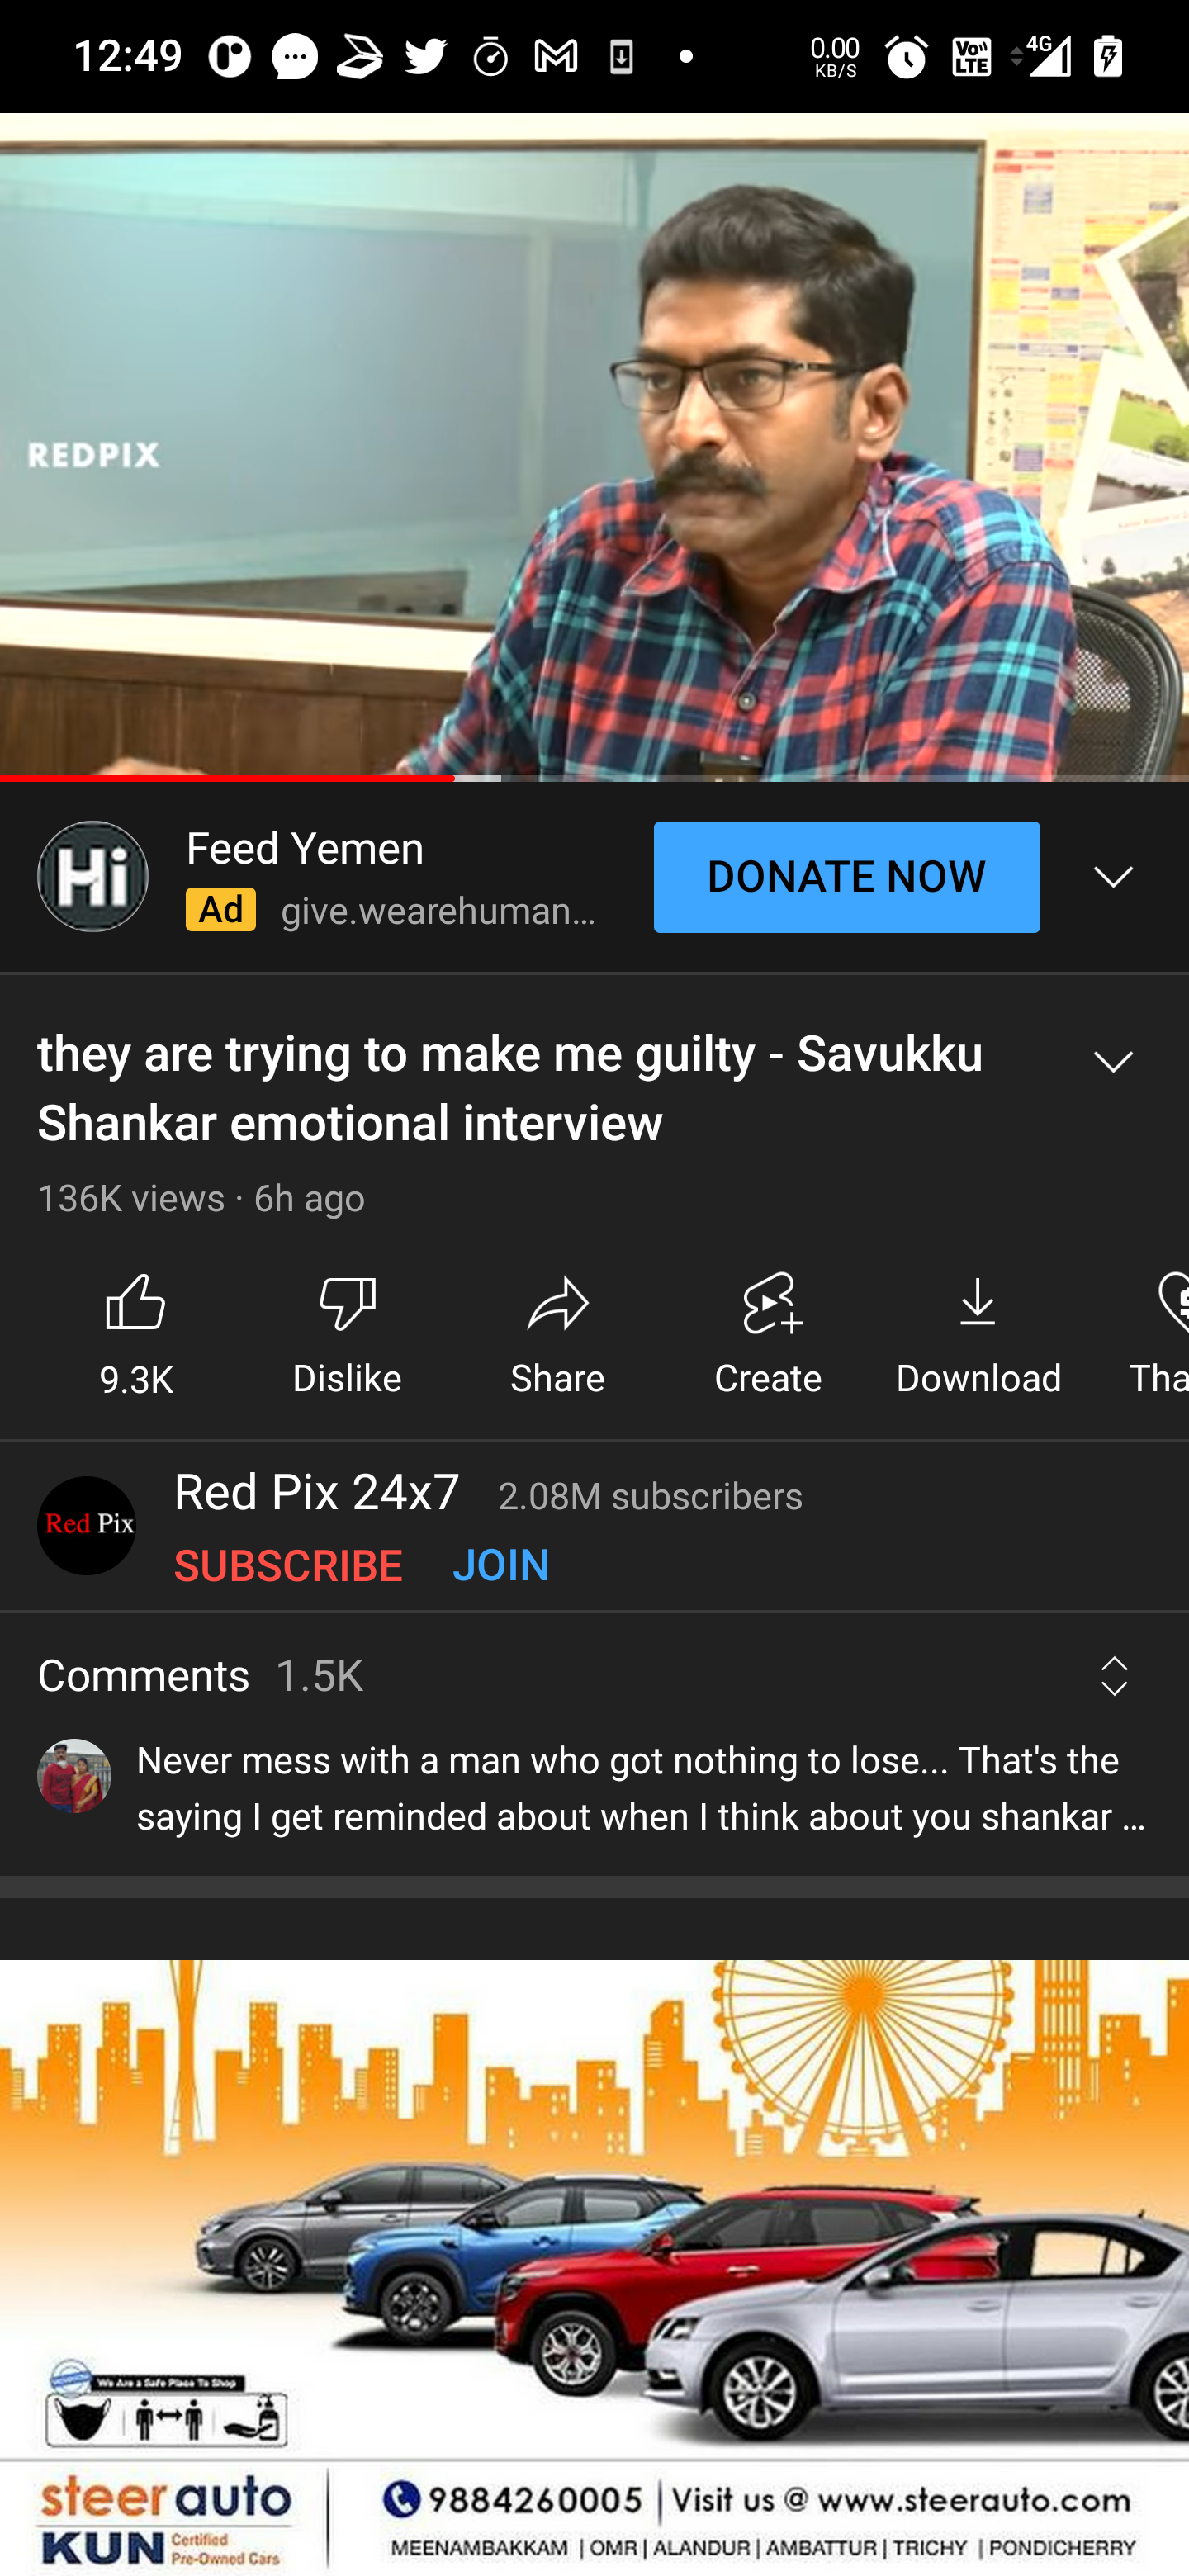 12:49
0.00
KB/S
VoLTE
4G
REDPIX
Hi
Feed Yemen
Ad give.wearehuman...
DONATE NOW
they are trying to make me guilty - Savukku
Shankar emotional interview
136K views · 6h ago
9.3K
Dislike
Share
Create
Download
Tha
Red Pix
Red Pix 24x7 2.08M subscribers
SUBSCRIBE JOIN
Comments 1.5K
Never mess with a man who got nothing to lose... That's the
saying I get reminded about when I think about you shankar ...
We Are a Safe Place To Shop
steer auto
KUN Certified
Pre-Owned Cars
9884260005 | Visit us @ www.steerauto.com
MEENAMBAKKAM | OMR | ALANDUR | AMBATTUR | TRICHY | PONDICHERRY